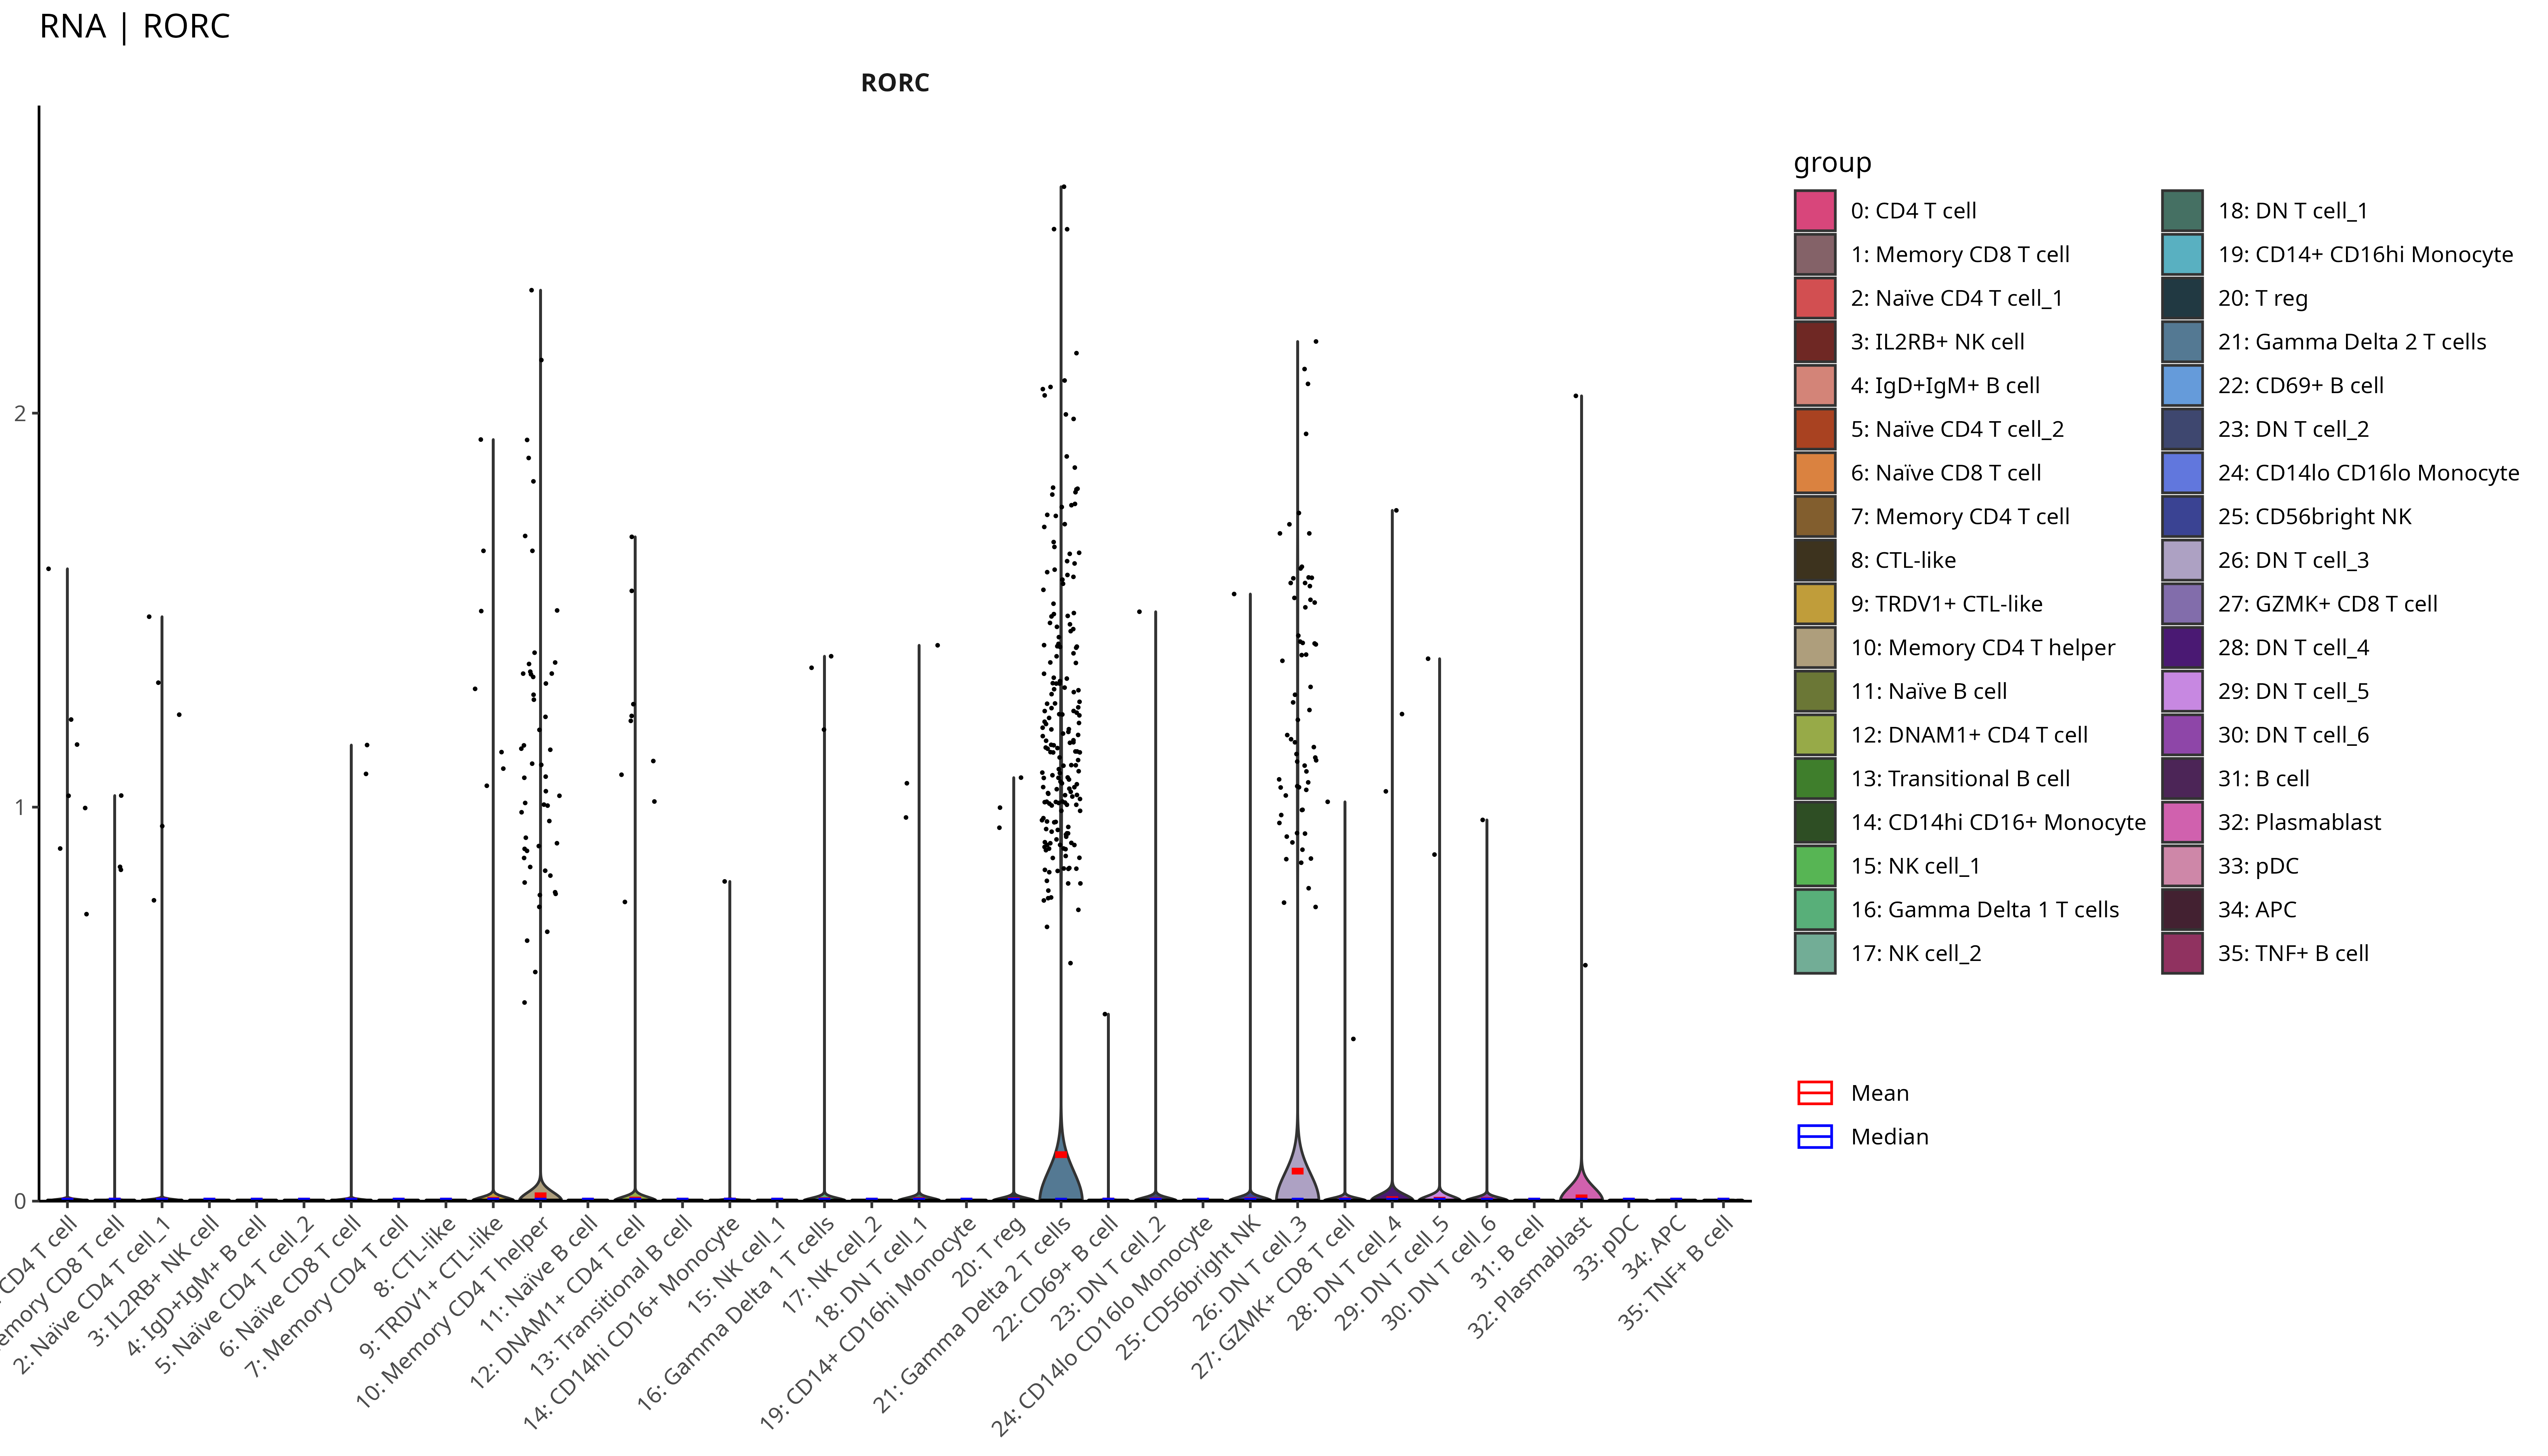 RNA | RORC
RORC
2
1
0
CD4 T cell
Memory CD8 T cell
2: Naïve CD4 T cell_1
3: IL2RB+ NK cell
4: IgD+IgM+ B cell
5: Naïve CD4 T cell_2
6: Naïve CD8 T cell
7: Memory CD4 T cell
8: CTL-like
9: TRDV1+ CTL-like
10: Memory CD4 T helper
11: Naïve B cell
12: DNAM1+ CD4 T cell
13: Transitional B cell
14: CD14hi CD16+ Monocyte
15: NK cell_1
16: Gamma Delta 1 T cells
17: NK cell_2
18: DN T cell_1
19: CD14+ CD16hi Monocyte
20: T reg
21: Gamma Delta 2 T cells
22: CD69+ B cell
23: DN T cell_2
24: CD14lo CD16lo Monocyte
25: CD56bright NK
26: DN T cell_3
27: GZMK+ CD8 T cell
28: DN T cell_4
29: DN T cell_5
30: DN T cell_6
31: B cell
32: Plasmablast
33: pDC
34: APC
35: TNF+ B cell
group
0: CD4 T cell
1: Memory CD8 T cell
2: Naïve CD4 T cell_1
3: IL2RB+ NK cell
4: IgD+IgM+ B cell
5: Naïve CD4 T cell_2
6: Naïve CD8 T cell
7: Memory CD4 T cell
8: CTL-like
9: TRDV1+ CTL-like
10: Memory CD4 T helper
11: Naïve B cell
12: DNAM1+ CD4 T cell
13: Transitional B cell
14: CD14hi CD16+ Monocyte
15: NK cell_1
16: Gamma Delta 1 T cells
17: NK cell_2
18: DN T cell_1
19: CD14+ CD16hi Monocyte
20: T reg
21: Gamma Delta 2 T cells
22: CD69+ B cell
23: DN T cell_2
24: CD14lo CD16lo Monocyte
25: CD56bright NK
26: DN T cell_3
27: GZMK+ CD8 T cell
28: DN T cell_4
29: DN T cell_5
30: DN T cell_6
31: B cell
32: Plasmablast
33: pDC
34: APC
35: TNF+ B cell
Mean
Median